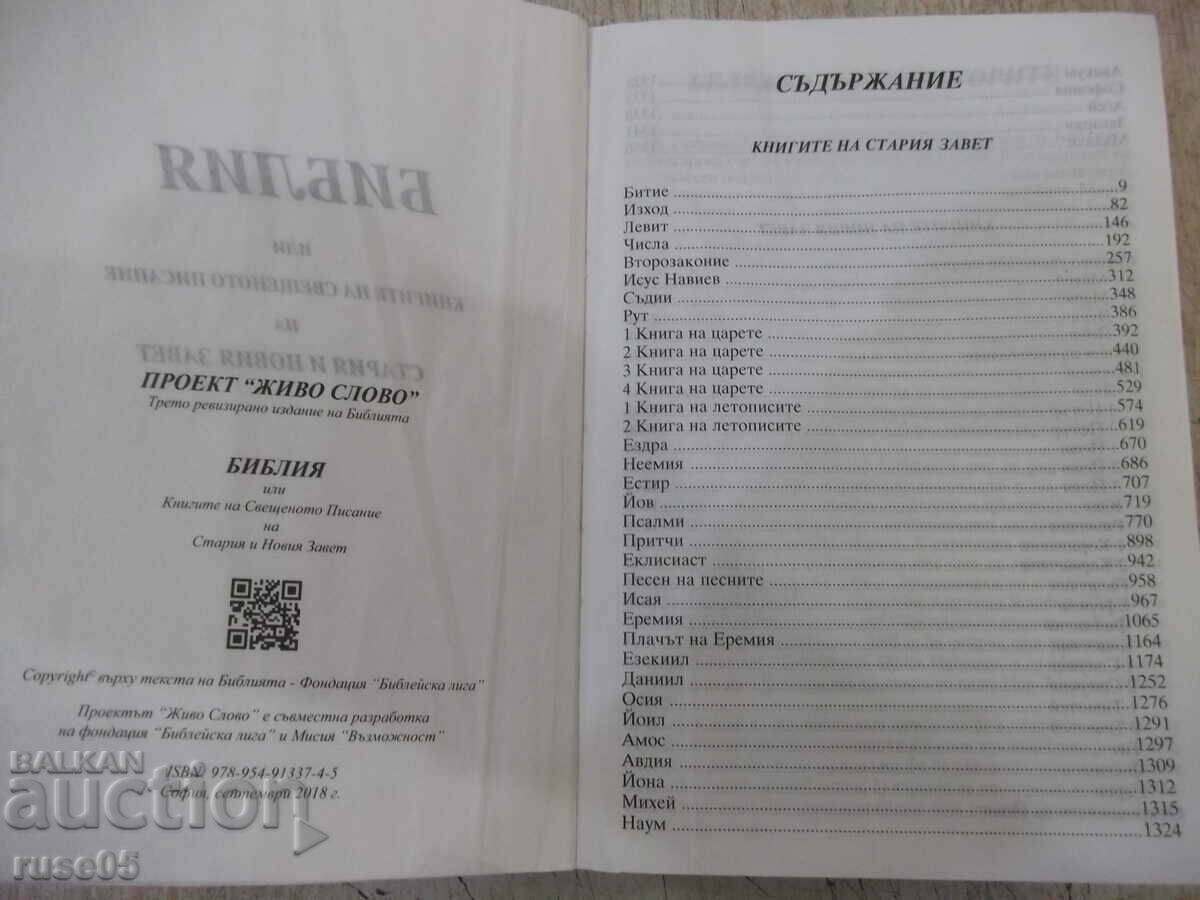 БИБЛИЯ
ИЛИ
КНИГИТЕ НА СВЕЩЕНОТО ПИСАНИЕ
НА
СТАРИЯ И НОВИЯ ЗАВЕТ
ПРОЕКТ “ЖИВО СЛОВО”
Трето ревизирано издание на Библията
БИБЛИЯ
или
Книгите на Свещеното Писание
на
Стария и Новия Завет
Copyright© върху текста на Библията - Фондация “Библейска лига”
Проектът “Живо Слово” е съвместна разработка
на фондация “Библейска лига” и Мисия “Възможност”
ISBN 978-954-91337-4-5
София, септември 2018 г.
СЪДЪРЖАНИЕ
КНИГИТЕ НА СТАРИЯ ЗАВЕТ
Битие 9
Изход 82
Левит 146
Числа 192
Второзаконие 257
Исус Навиев 312
Съдии 348
Рут 386
1 Книга на царете 392
2 Книга на царете 440
3 Книга на царете 481
4 Книга на царете 529
1 Книга на летописите 574
2 Книга на летописите 619
Ездра 670
Неемия 686
Естир 707
Йов 719
Псалми 770
Притчи 898
Еклисиаст 942
Песен на песните 958
Исая 967
Еремия 1065
Плачът на Еремия 1164
Езекиил 1174
Даниил 1252
Осия 1276
Йоил 1291
Амос 1297
Авдия 1309
Йона 1312
Михей 1315
Наум 1324
BALKAN
auction
ruse05